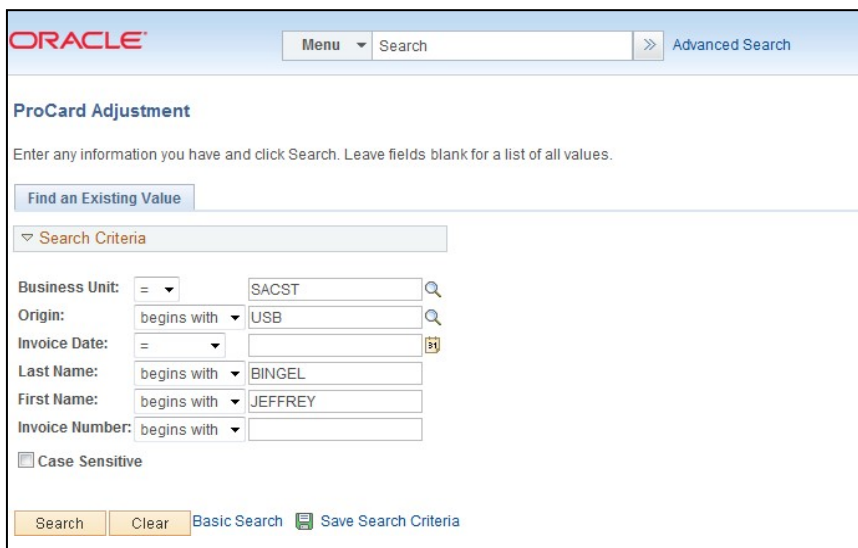 ORACLE
Menu Search Advanced Search
ProCard Adjustment
Enter any information you have and click Search. Leave fields blank for a list of all values.
Find an Existing Value
Search Criteria
Business Unit: = SACST
Origin: begins with USB
Invoice Date: = 31
Last Name: begins with BINGEL
First Name: begins with JEFFREY
Invoice Number: begins with
Case Sensitive
Search Clear Basic Search Save Search Criteria